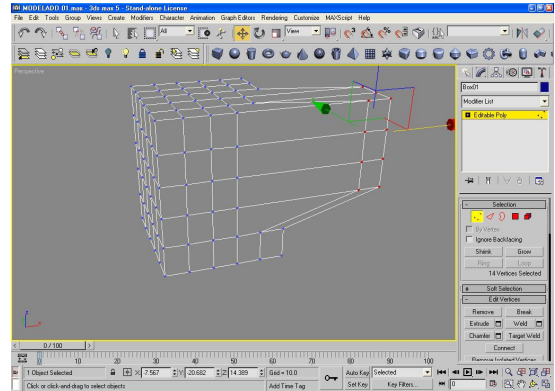 MODELADO 01.max - 3ds max 5 - Stand-alone License
File Edit Tools Group Views Create Modifiers Character Animation Graph Editors Rendering Customize MAXScript Help
All
View
Perspective
Box01
Modifier List
Editable Poly
Selection
By Vertex
Ignore Backfacing
Shrink Grow
Ring Loop
14 Vertices Selected
Soft Selection
Edit Vertices
Remove Break
Extrude Weld
Chamfer Target Weld
Connect
Remove Isolated Vertices
0 / 100
0 10 20 30 40 50 60 70 80 90 100
1 Object Selected X -7.567 Y -20.682 Z 14.389 Grid = 10.0 Auto Key Selected
Click or click-and-drag to select objects Add Time Tag Set Key Key Filters... 0